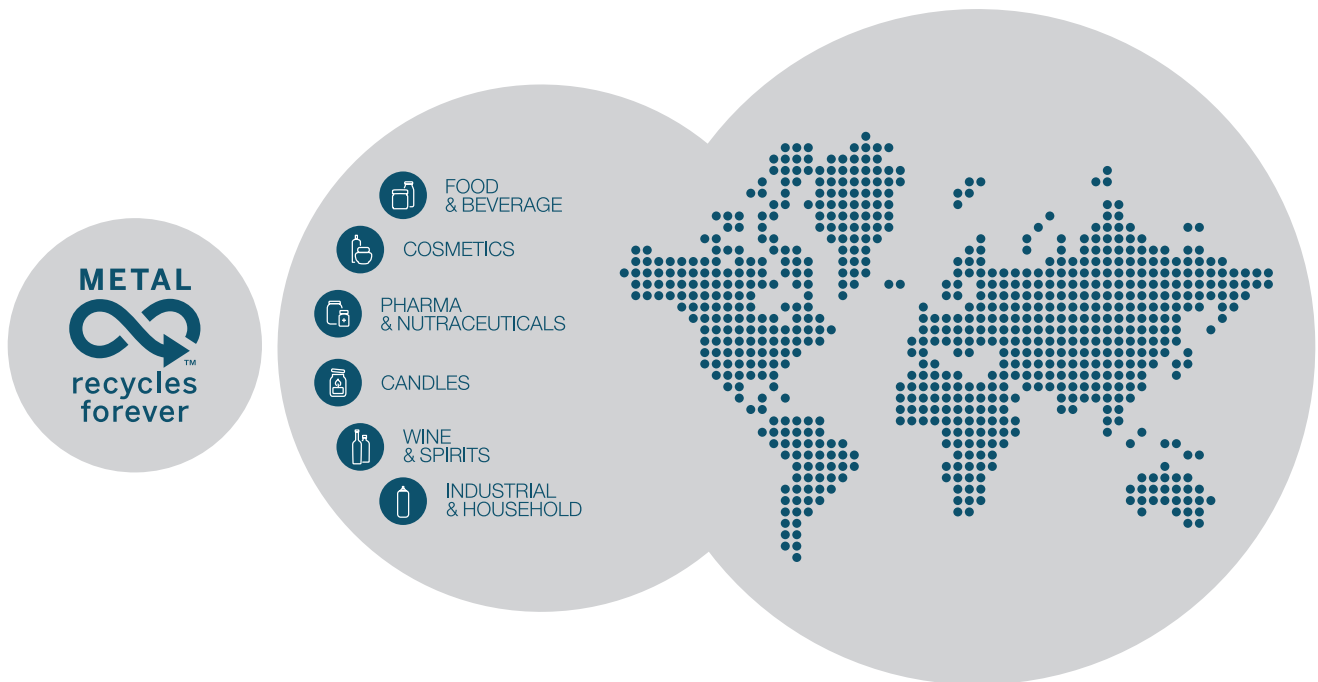 METAL
™
recycles
forever
FOOD
& BEVERAGE
COSMETICS
PHARMA
& NUTRACEUTICALS
CANDLES
WINE
& SPIRITS
INDUSTRIAL
& HOUSEHOLD